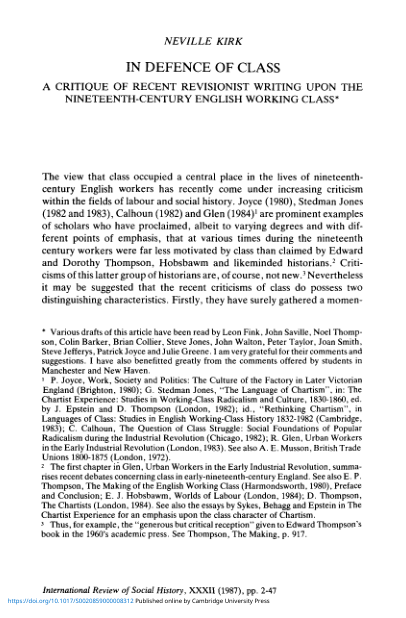 NEVILLE KIRK
IN DEFENCE OF CLASS
A CRITIQUE OF RECENT REVISIONIST WRITING UPON THE
NINETEENTH-CENTURY ENGLISH WORKING CLASS*
The view that class occupied a central place in the lives of nineteenth-
century English workers has recently come under increasing criticism
within the fields of labour and social history. Joyce (1980), Stedman Jones
(1982 and 1983), Calhoun (1982) and Glen (1984)¹ are prominent examples
of scholars who have proclaimed, albeit to varying degrees and with dif-
ferent points of emphasis, that at various times during the nineteenth
century workers were far less motivated by class than claimed by Edward
and Dorothy Thompson, Hobsbawm and likeminded historians.² Criti-
cisms of this latter group of historians are, of course, not new.³ Nevertheless
it may be suggested that the recent criticisms of class do possess two
distinguishing characteristics. Firstly, they have surely gathered a momen-
* Various drafts of this article have been read by Leon Fink, John Saville, Noel Thomp-
son, Colin Barker, Brian Collier, Steve Jones, John Walton, Peter Taylor, Joan Smith,
Steve Jefferys, Patrick Joyce and Julie Greene. I am very grateful for their comments and
suggestions. I have also benefitted greatly from the comments offered by students in
Manchester and New Haven.
¹ P. Joyce, Work, Society and Politics: The Culture of the Factory in Later Victorian
England (Brighton, 1980); G. Stedman Jones, "The Language of Chartism", in: The
Chartist Experience: Studies in Working-Class Radicalism and Culture, 1830-1860, ed.
by J. Epstein and D. Thompson (London, 1982); id., "Rethinking Chartism", in
Languages of Class: Studies in English Working-Class History 1832-1982 (Cambridge,
1983); C. Calhoun, The Question of Class Struggle: Social Foundations of Popular
Radicalism during the Industrial Revolution (Chicago, 1982); R. Glen, Urban Workers
in the Early Industrial Revolution (London, 1983). See also A. E. Musson, British Trade
Unions 1800-1875 (London, 1972).
² The first chapter in Glen, Urban Workers in the Early Industrial Revolution, summa-
rises recent debates concerning class in early-nineteenth-century England. See also E. P.
Thompson, The Making of the English Working Class (Harmondsworth, 1980), Preface
and Conclusion; E. J. Hobsbawm, Worlds of Labour (London, 1984); D. Thompson,
The Chartists (London, 1984). See also the essays by Sykes, Behagg and Epstein in The
Chartist Experience for an emphasis upon the class character of Chartism.
³ Thus, for example, the "generous but critical reception" given to Edward Thompson's
book in the 1960's academic press. See Thompson, The Making, p. 917.
International Review of Social History, XXXII (1987), pp. 2-47
https://doi.org/10.1017/S0020859000008312 Published online by Cambridge University Press